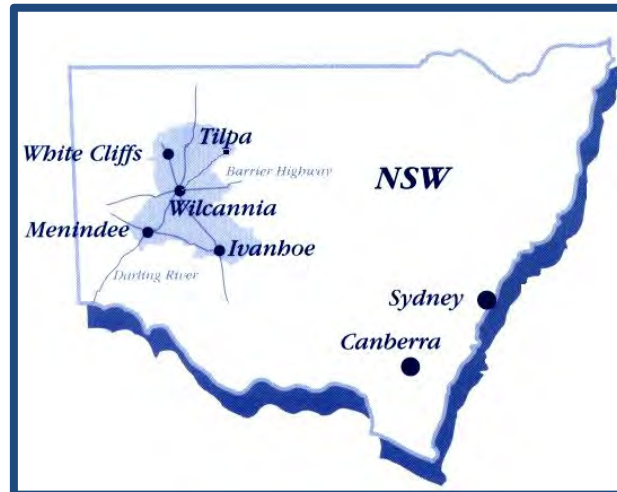 Tilpa
White Cliffs
Barrier Highway
NSW
Wilcannia
Menindee
Ivanhoe
Darling River
Sydney
Canberra